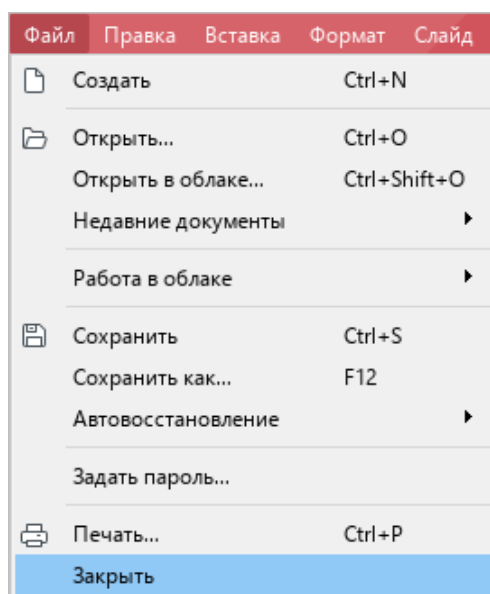 Файл Правка Вставка Формат Слайд
Создать Ctrl+N
Открыть... Ctrl+O
Открыть в облаке... Ctrl+Shift+O
Недавние документы
Работа в облаке
Сохранить Ctrl+S
Сохранить как... F12
Автовосстановление
Задать пароль...
Печать... Ctrl+P
Закрыть